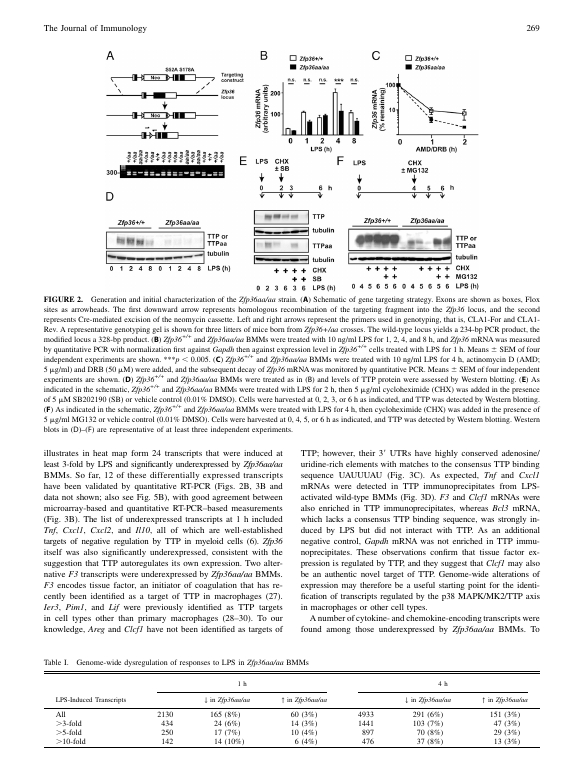 The Journal of Immunology
269
A
S52A S178A
Neo
Targeting
construct
Zfp36
locus
Neo
300
B
Zfp36+/+
Zfp36aa/aa
n.s. n.s. n.s. *** n.s.
Zfp36 mRNA
(arbitrary units)
200
100
0
0 1 2 4 8
LPS (h)
C
Zfp36+/+
Zfp36aa/aa
Zfp36 mRNA
(% remaining)
100
10
0 1 2
AMD/DRB (h)
D
Zfp36+/+ Zfp36aa/aa
TTP or
TTPaa
tubulin
0 1 2 4 8 0 1 2 4 8 LPS (h)
E
LPS CHX
± SB
0 2 3 6 h
TTP
tubulin
TTPaa
tubulin
+ + + + CHX
+ + SB
0 2 3 6 3 6 LPS (h)
F
LPS CHX
± MG132
0 4 5 6 h
Zfp36+/+ Zfp36aa/aa
TTP or
TTPaa
tubulin
+ + + + + + + + CHX
+ + + + MG132
0 4 5 6 5 6 0 4 5 6 5 6 LPS (h)
FIGURE 2. Generation and initial characterization of the Zfp36aa/aa strain. (A) Schematic of gene targeting strategy. Exons are shown as boxes, Flox
sites as arrowheads. The first downward arrow represents homologous recombination of the targeting fragment into the Zfp36 locus, and the second
represents Cre-mediated excision of the neomycin cassette. Left and right arrows represent the primers used in genotyping, that is, CLA1-For and CLA1-
Rev. A representative genotyping gel is shown for three litters of mice born from Zfp36+/aa crosses. The wild-type locus yields a 234-bp PCR product, the
modified locus a 328-bp product. (B) Zfp36+/+ and Zfp36aa/aa BMMs were treated with 10 ng/ml LPS for 1, 2, 4, and 8 h, and Zfp36 mRNA was measured
by quantitative PCR with normalization first against Gapdh then against expression level in Zfp36+/+ cells treated with LPS for 1 h. Means ± SEM of four
independent experiments are shown. ***p < 0.005. (C) Zfp36+/+ and Zfp36aa/aa BMMs were treated with 10 ng/ml LPS for 4 h, actinomycin D (AMD;
5 μg/ml) and DRB (50 μM) were added, and the subsequent decay of Zfp36 mRNA was measured by quantitative PCR. Means ± SEM of four independent
experiments are shown. (D) Zfp36+/+ and Zfp36aa/aa BMMs were treated as in (B) and levels of TTP protein were assessed by Western blotting. (E) As
indicated in the schematic, Zfp36+/+ and Zfp36aa/aa BMMs were treated with LPS for 2 h, then 5 μg/ml cycloheximide (CHX) was added in the presence
of 5 μM SB202190 (SB) or vehicle control (0.01% DMSO). Cells were harvested at 0, 2, 3, or 6 h as indicated, and TTP was detected by Western blotting.
(F) As indicated in the schematic, Zfp36+/+ and Zfp36aa/aa BMMs were treated with LPS for 4 h, then cycloheximide (CHX) was added in the presence of
5 μg/ml MG132 or vehicle control (0.01% DMSO). Cells were harvested at 0, 4, 5, or 6 h as indicated, and TTP was detected by Western blotting. Western
blots in (D)–(F) are representative of at least three independent experiments.
illustrates in heat map form 24 transcripts that were induced at
least 3-fold by LPS and significantly underexpressed by Zfp36aa/aa
BMMs. So far, 12 of these differentially expressed transcripts
have been validated by quantitative RT-PCR (Figs. 2B, 3B and
data not shown; also see Fig. 5B), with good agreement between
microarray-based and quantitative RT-PCR–based measurements
(Fig. 3B). The list of underexpressed transcripts at 1 h included
Tnf, Cxcl1, Cxcl2, and Il10, all of which are well-established
targets of negative regulation by TTP in myeloid cells (6). Zfp36
itself was also significantly underexpressed, consistent with the
suggestion that TTP autoregulates its own expression. Two alter-
native F3 transcripts were underexpressed by Zfp36aa/aa BMMs.
F3 encodes tissue factor, an initiator of coagulation that has re-
cently been identified as a target of TTP in macrophages (27).
Ier3, Pim1, and Lif were previously identified as TTP targets
in cell types other than primary macrophages (28–30). To our
knowledge, Areg and Clcf1 have not been identified as targets of
TTP; however, their 3′ UTRs have highly conserved adenosine/
uridine-rich elements with matches to the consensus TTP binding
sequence UAUUUAU (Fig. 3C). As expected, Tnf and Cxcl1
mRNAs were detected in TTP immunoprecipitates from LPS-
activated wild-type BMMs (Fig. 3D). F3 and Clcf1 mRNAs were
also enriched in TTP immunoprecipitates, whereas Bcl3 mRNA,
which lacks a consensus TTP binding sequence, was strongly in-
duced by LPS but did not interact with TTP. As an additional
negative control, Gapdh mRNA was not enriched in TTP immu-
noprecipitates. These observations confirm that tissue factor ex-
pression is regulated by TTP, and they suggest that Clcf1 may also
be an authentic novel target of TTP. Genome-wide alterations of
expression may therefore be a useful starting point for the identi-
fication of transcripts regulated by the p38 MAPK/MK2/TTP axis
in macrophages or other cell types.
A number of cytokine- and chemokine-encoding transcripts were
found among those underexpressed by Zfp36aa/aa BMMs. To
Table I. Genome-wide dysregulation of responses to LPS in Zfp36aa/aa BMMs
1 h 4 h
LPS-Induced Transcripts ↓ in Zfp36aa/aa ↑ in Zfp36aa/aa ↓ in Zfp36aa/aa ↑ in Zfp36aa/aa
All 2130 165 (8%) 60 (3%) 4933 291 (6%) 151 (3%)
>3-fold 434 24 (6%) 14 (3%) 1441 103 (7%) 47 (3%)
>5-fold 250 17 (7%) 10 (4%) 897 70 (8%) 29 (3%)
>10-fold 142 14 (10%) 6 (4%) 476 37 (8%) 13 (3%)